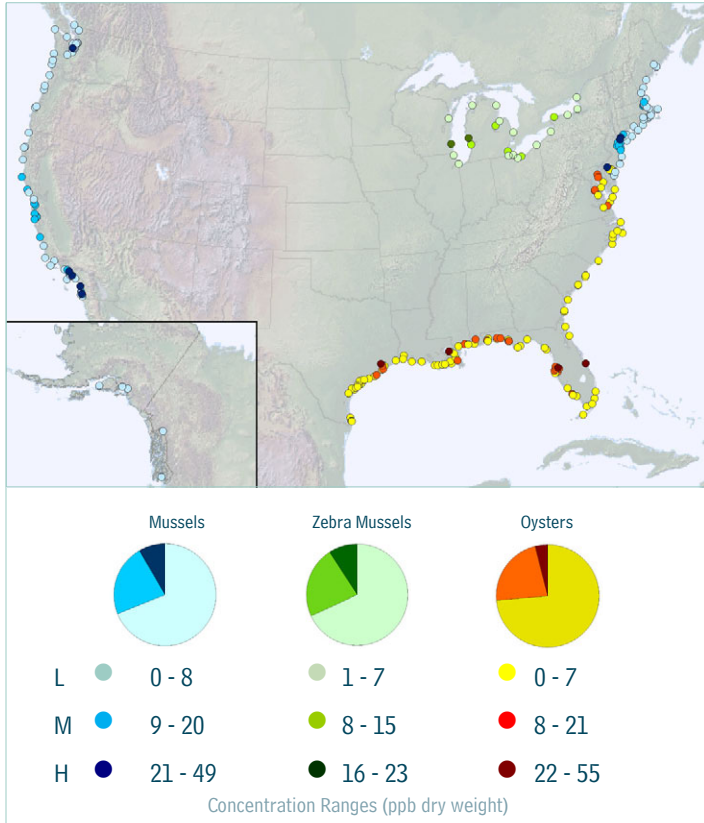 Mussels Zebra Mussels Oysters
L 0 - 8 1 - 7 0 - 7
M 9 - 20 8 - 15 8 - 21
H 21 - 49 16 - 23 22 - 55
Concentration Ranges (ppb dry weight)